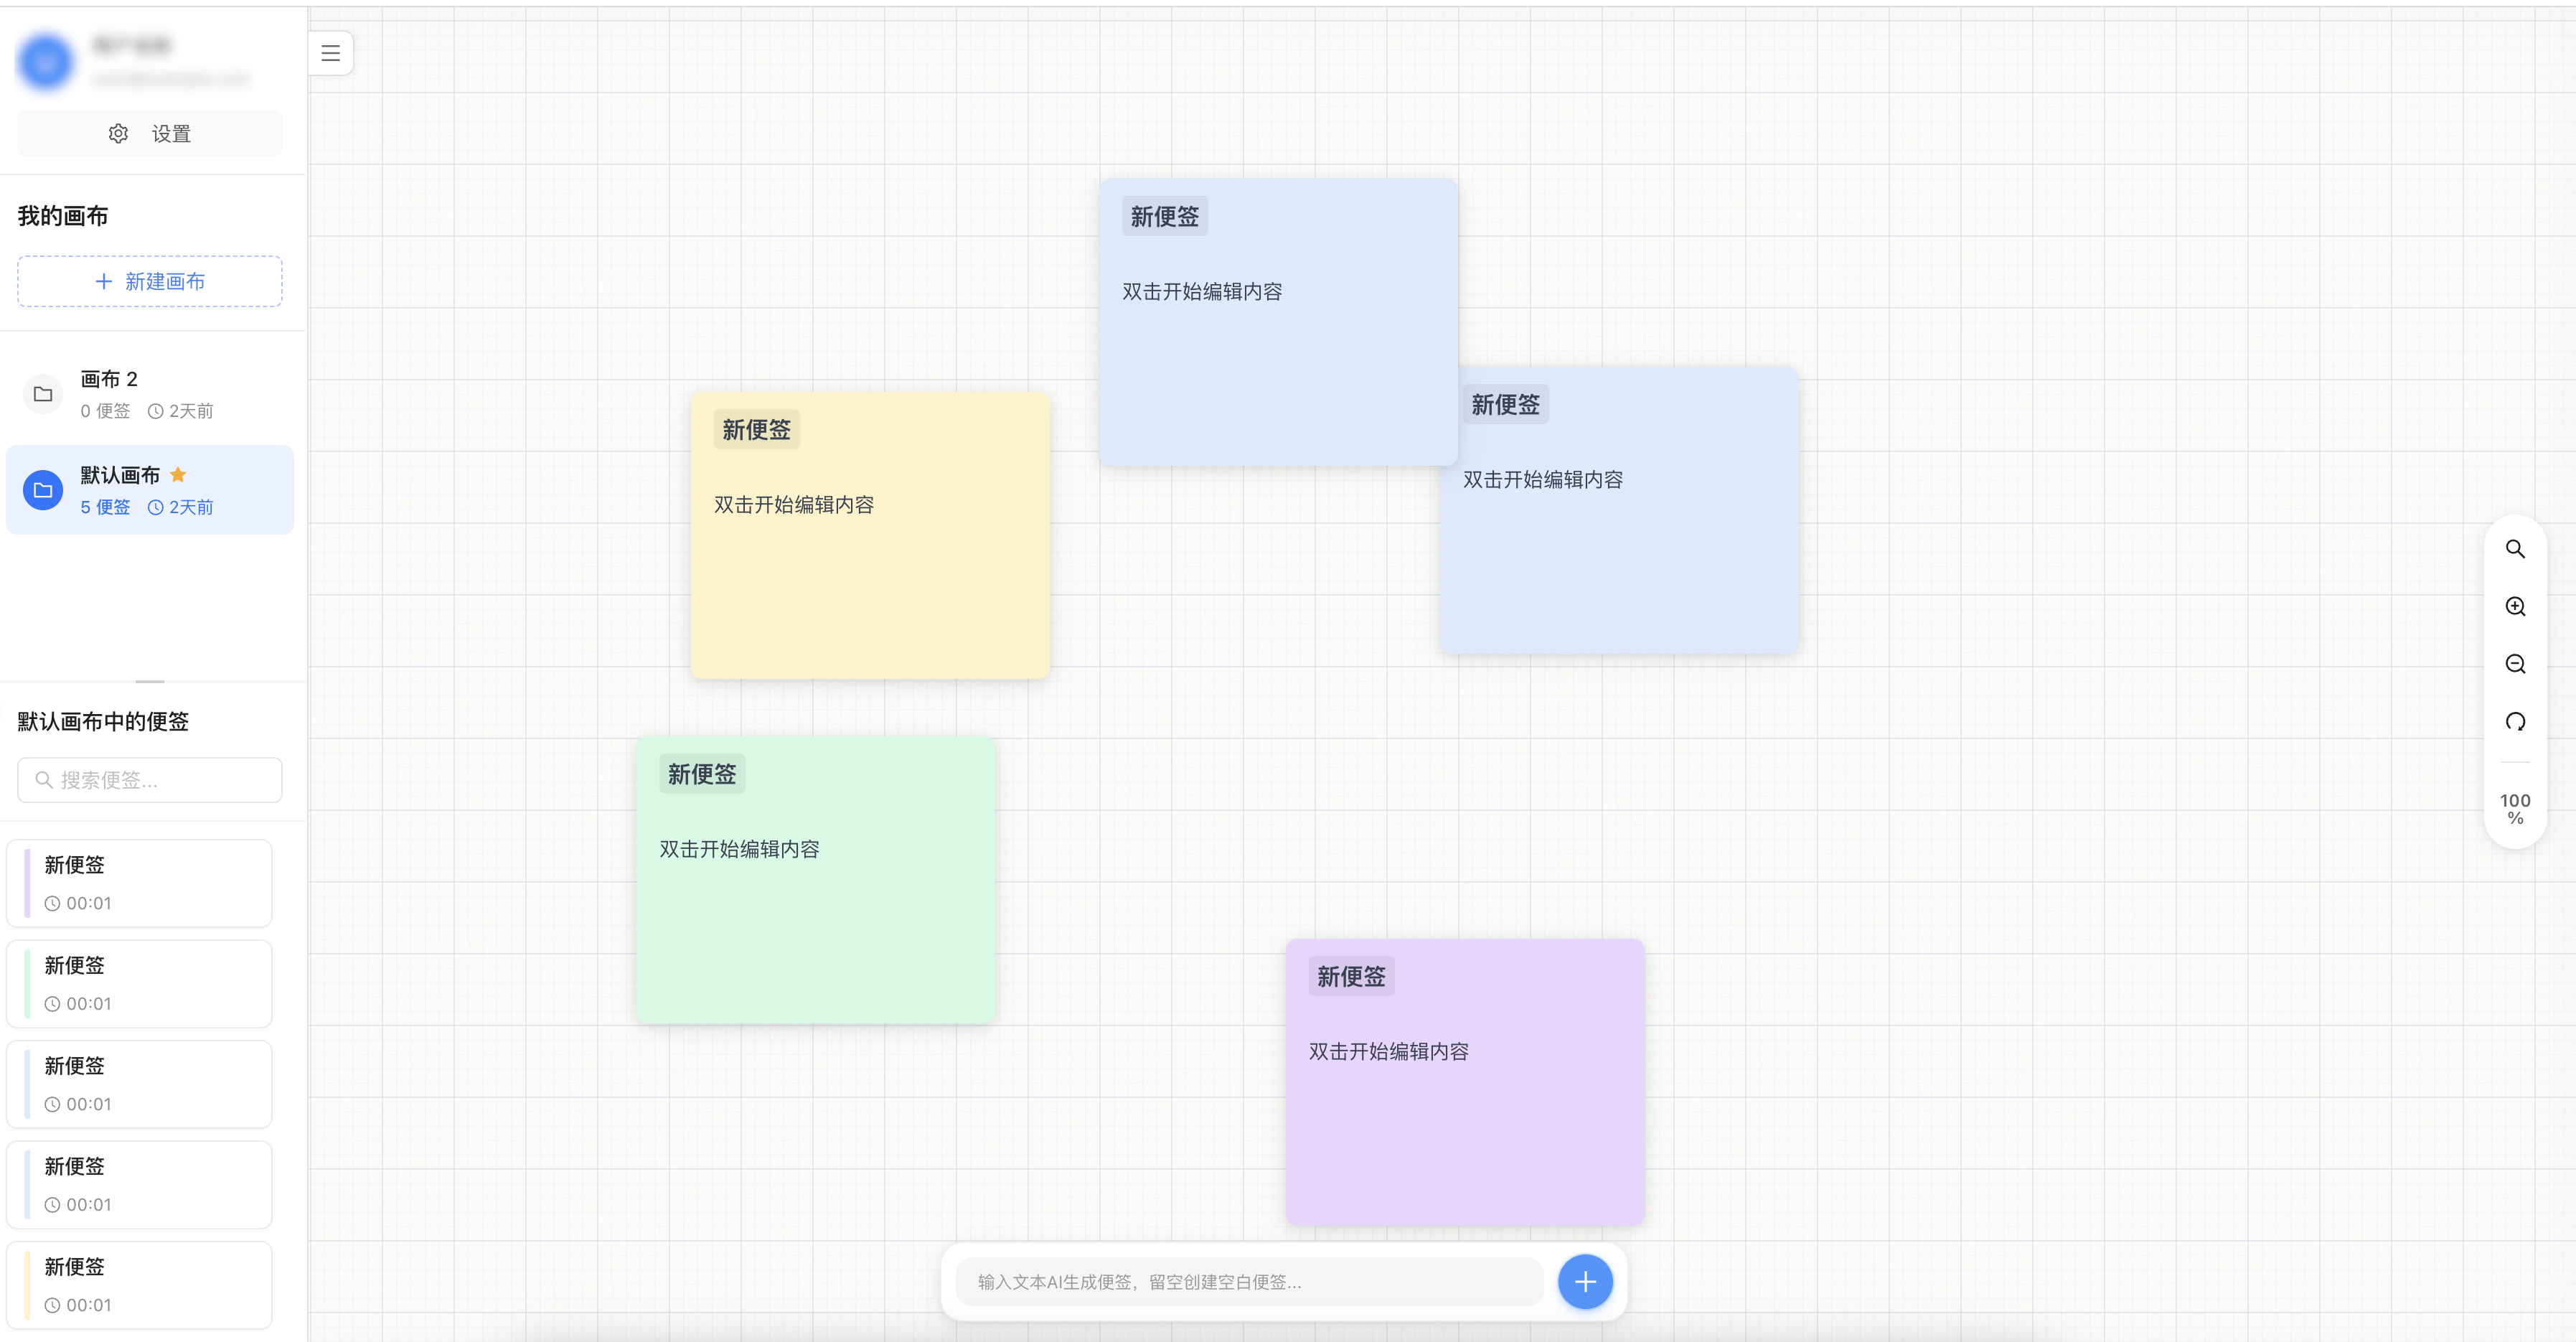 设置
我的画布
新建画布
画布 2
0 便签 2天前
默认画布
5 便签 2天前
默认画布中的便签
搜索便签...
新便签
00:01
新便签
00:01
新便签
00:01
新便签
00:01
新便签
00:01
新便签
双击开始编辑内容
新便签
双击开始编辑内容
新便签
双击开始编辑内容
新便签
双击开始编辑内容
新便签
双击开始编辑内容
输入文本AI生成便签，留空创建空白便签...
100
%